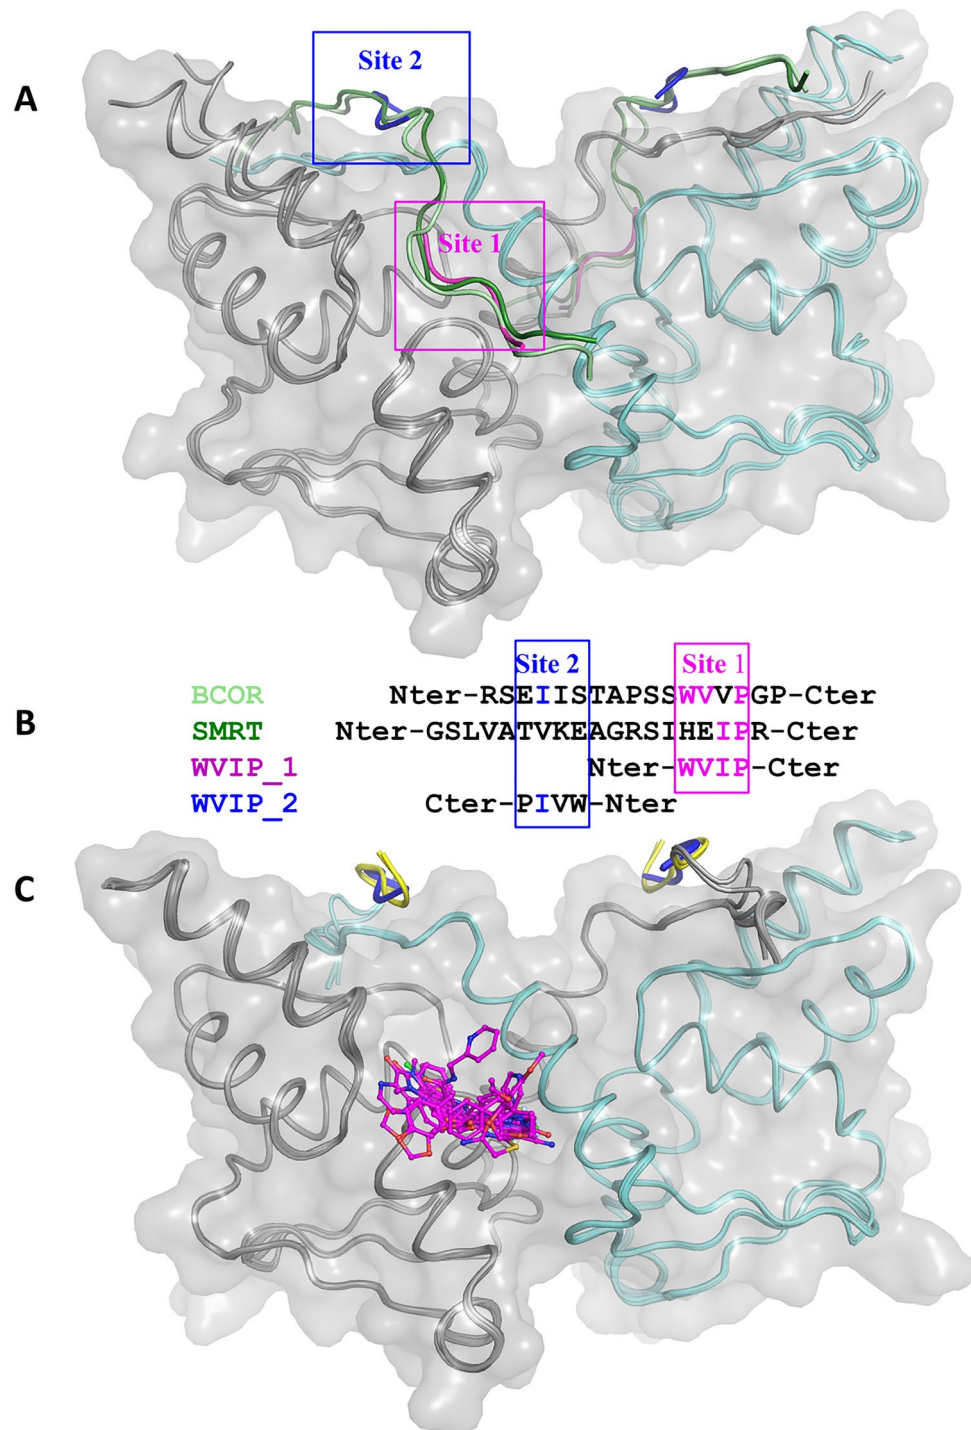 A
Site 2
Site 1
B
Site 2 Site 1
BCOR Nter-RSEIISTAPSSWVVPGP-Cter
SMRT Nter-GSLVATVKEAGRSIHEIPR-Cter
WVIP_1 Nter-WVIP-Cter
WVIP_2 Cter-PIVW-Nter
C